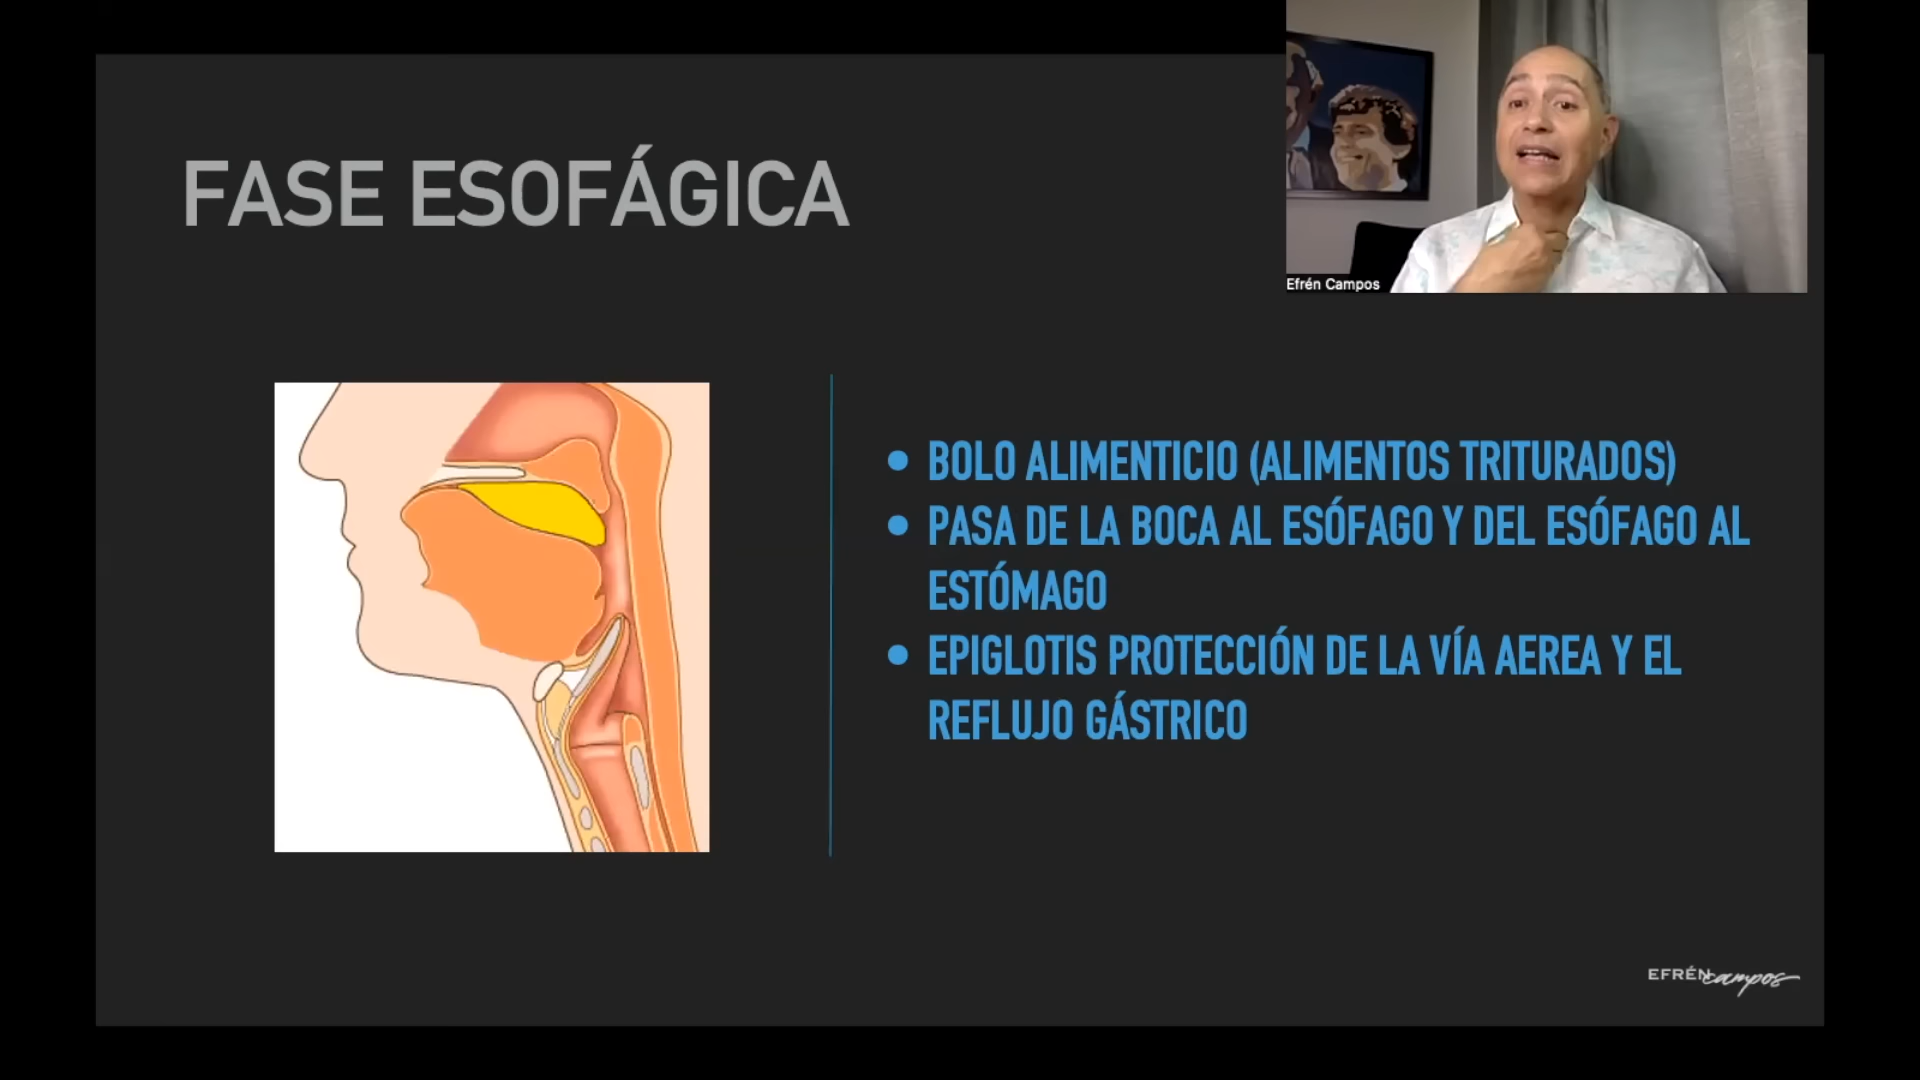 FASE ESOFÁGICA
Efrén Campos
• BOLO ALIMENTICIO (ALIMENTOS TRITURADOS)
• PASA DE LA BOCA AL ESÓFAGO Y DEL ESÓFAGO AL
ESTÓMAGO
• EPIGLOTIS PROTECCIÓN DE LA VÍA AEREA Y EL
REFLUJO GÁSTRICO
EFRÉN campos